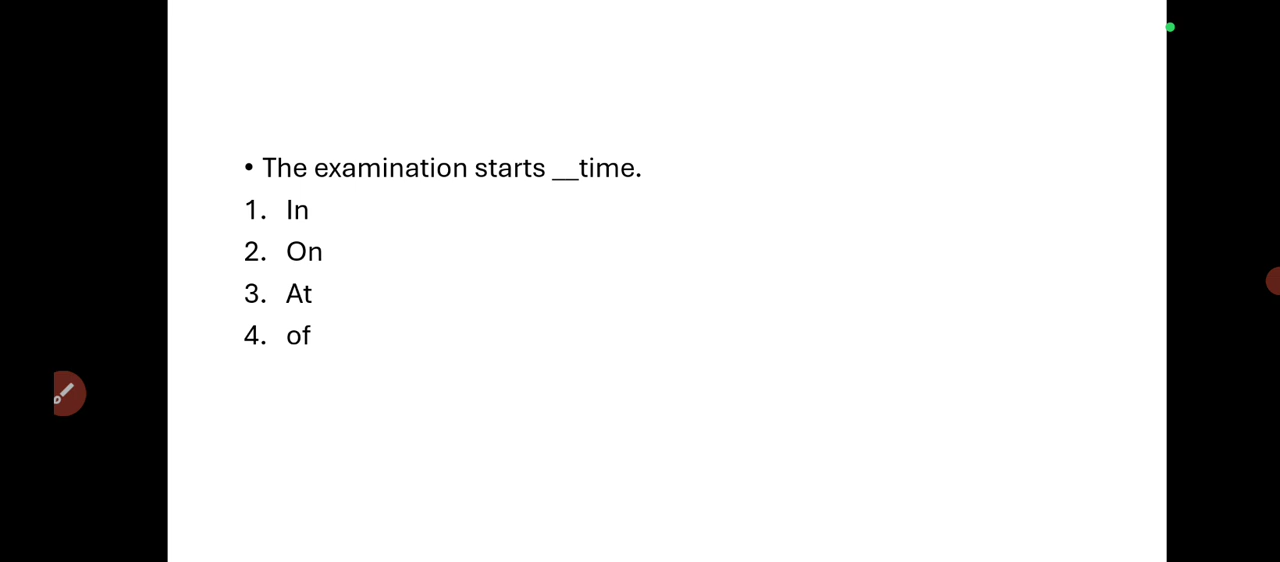 • The examination starts __time.
1. In
2. On
3. At
4. of